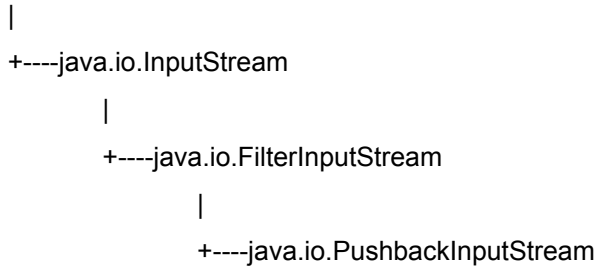 |
+----java.io.InputStream
|
+----java.io.FilterInputStream
|
+----java.io.PushbackInputStream